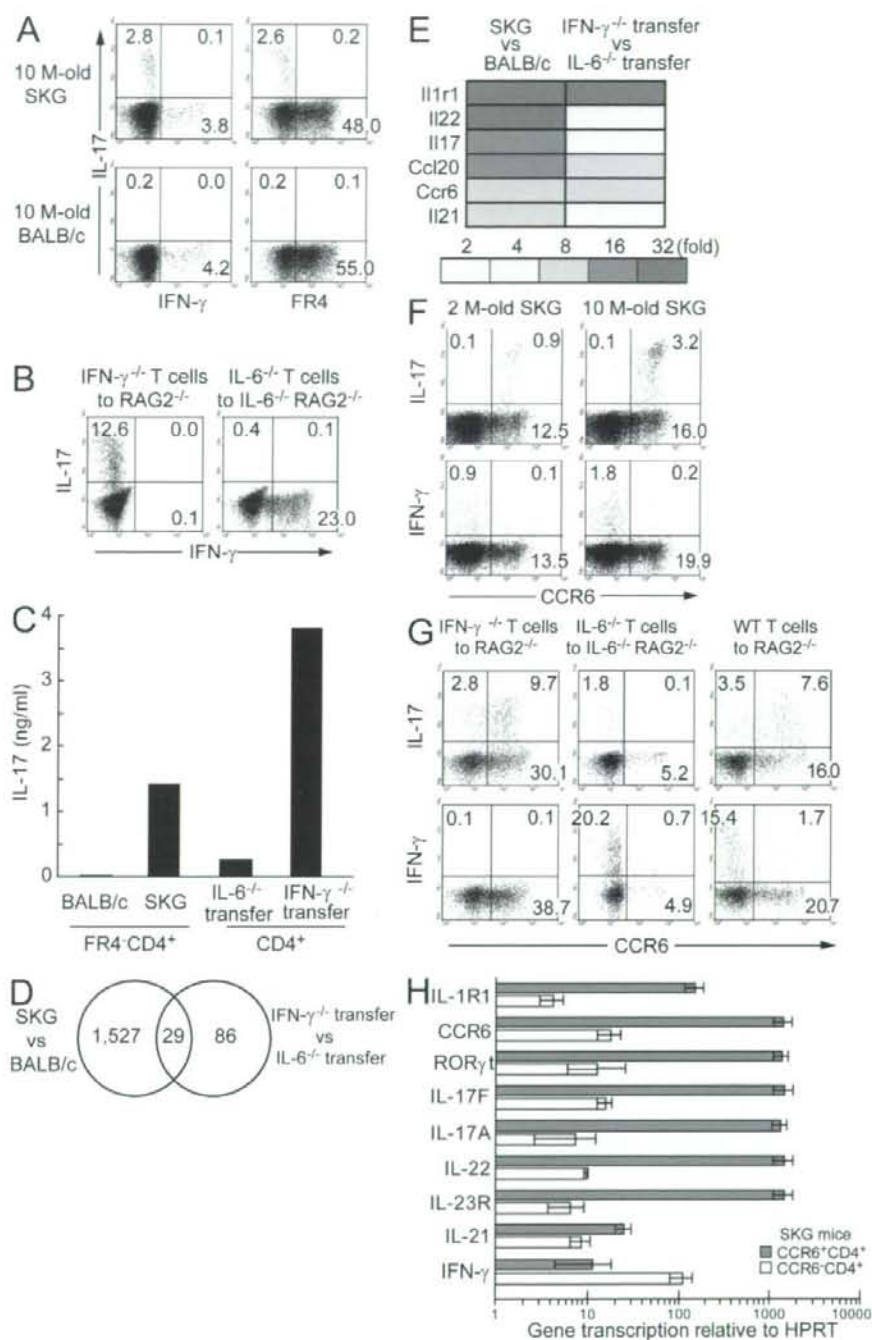 A
10 M-old SKG
2.8 0.1
3.8
2.6 0.2
48.0
10 M-old BALB/c
0.2 0.0
4.2
0.2 0.1
55.0
IL-17
IFN-γ FR4
B
IFN-γ-/- T cells to RAG2-/-
IL-6-/- T cells to IL-6-/- RAG2-/-
12.6 0.0
0.1
0.4 0.1
23.0
IL-17
IFN-γ
C
IL-17 (ng/ml)
4
3
2
1
0
BALB/c SKG IL-6-/- transfer IFN-γ-/- transfer
FR4-CD4+ CD4+
D
SKG vs BALB/c
1,527 29 86
IFN-γ-/- transfer vs IL-6-/- transfer
E
SKG vs BALB/c
IFN-γ-/- transfer vs IL-6-/- transfer
Il1r1
Il22
Il17
Ccl20
Ccr6
Il21
2 4 8 16 32 (fold)
F
2 M-old SKG 10 M-old SKG
IL-17
0.1 0.9
12.5
0.1 3.2
16.0
IFN-γ
0.9 0.1
13.5
1.8 0.2
19.9
CCR6
G
IFN-γ -/- T cells to RAG2-/-
IL-6-/- T cells to IL-6-/- RAG2-/-
WT T cells to RAG2-/-
IL-17
2.8 9.7
30.1
1.8 0.1
5.2
3.5 7.6
16.0
IFN-γ
0.1 0.1
38.7
20.2 0.7
4.9
15.4 1.7
20.7
CCR6
H
IL-1R1
CCR6
RORγt
IL-17F
IL-17A
IL-22
IL-23R
IL-21
IFN-γ
SKG mice
CCR6+CD4+
CCR6-CD4+
1 10 100 1000 10000
Gene transcription relative to HPRT